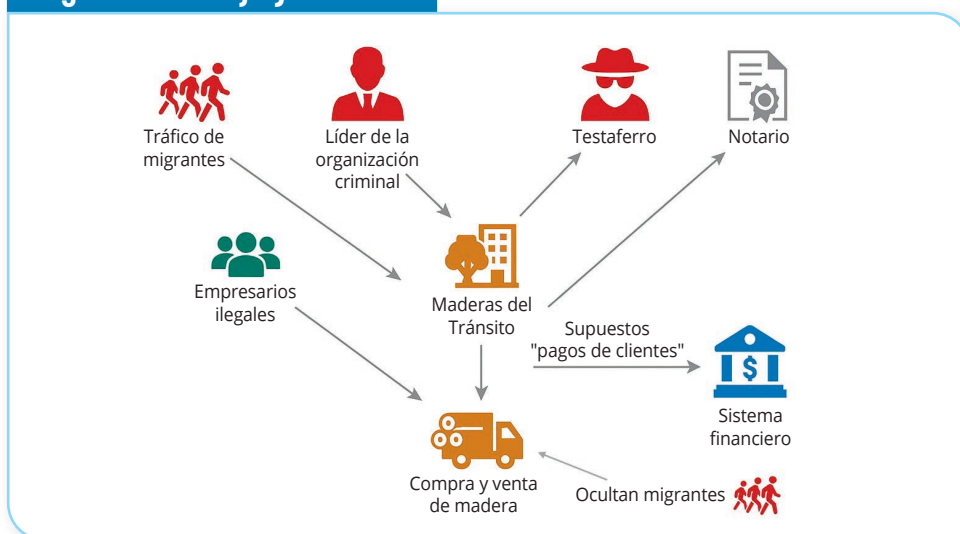 Tráfico de
migrantes
Líder de la
organización
criminal
Testaferro
Notario
Empresarios
ilegales
Maderas del
Tránsito
Supuestos
"pagos de clientes"
$
Sistema
financiero
Compra y venta
de madera
Ocultan migrantes